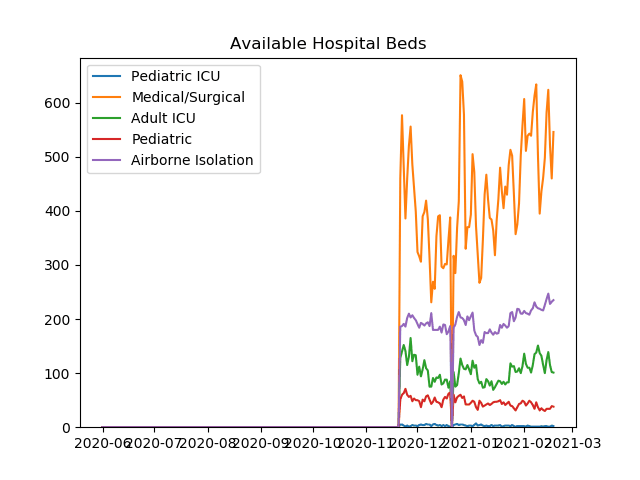 Available Hospital Beds
Pediatric ICU
Medical/Surgical
Adult ICU
Pediatric
Airborne Isolation
600
500
400
300
200
100
0
2020-06 2020-07 2020-08 2020-09 2020-10 2020-11 2020-12 2021-01 2021-02 2021-03